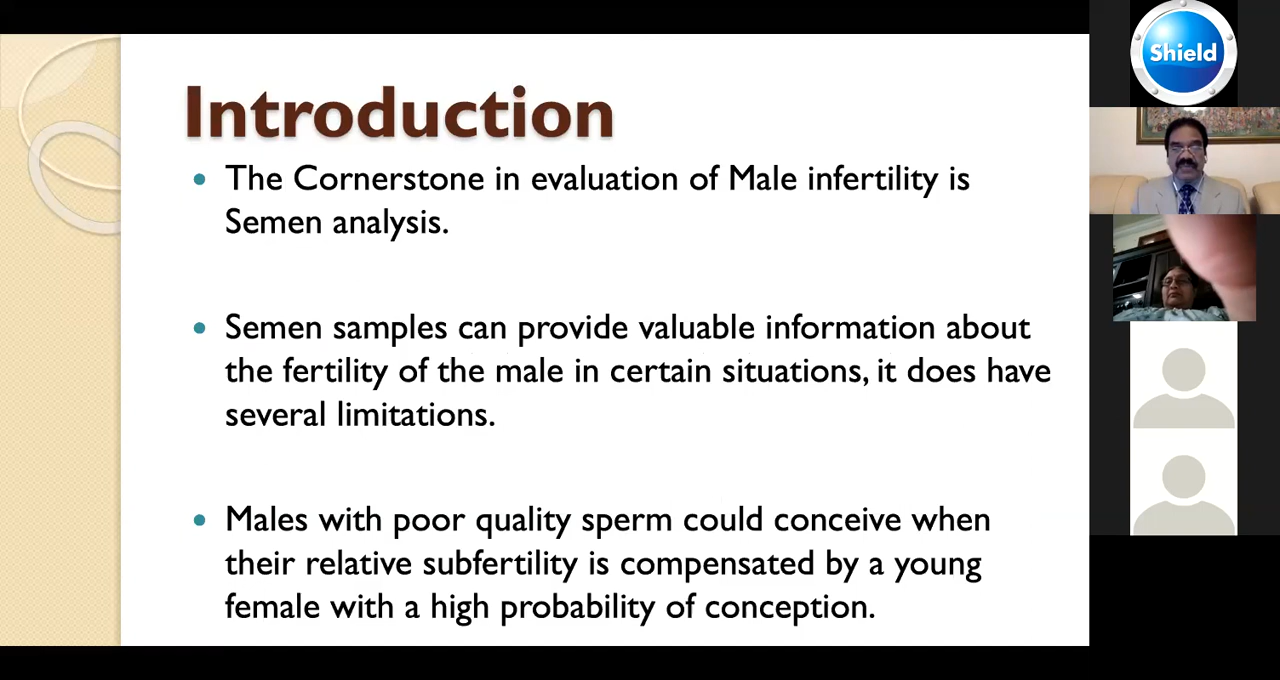 Introduction
The Cornerstone in evaluation of Male infertility is
Semen analysis.
Semen samples can provide valuable information about
the fertility of the male in certain situations, it does have
several limitations.
Males with poor quality sperm could conceive when
their relative subfertility is compensated by a young
female with a high probability of conception.
Shield